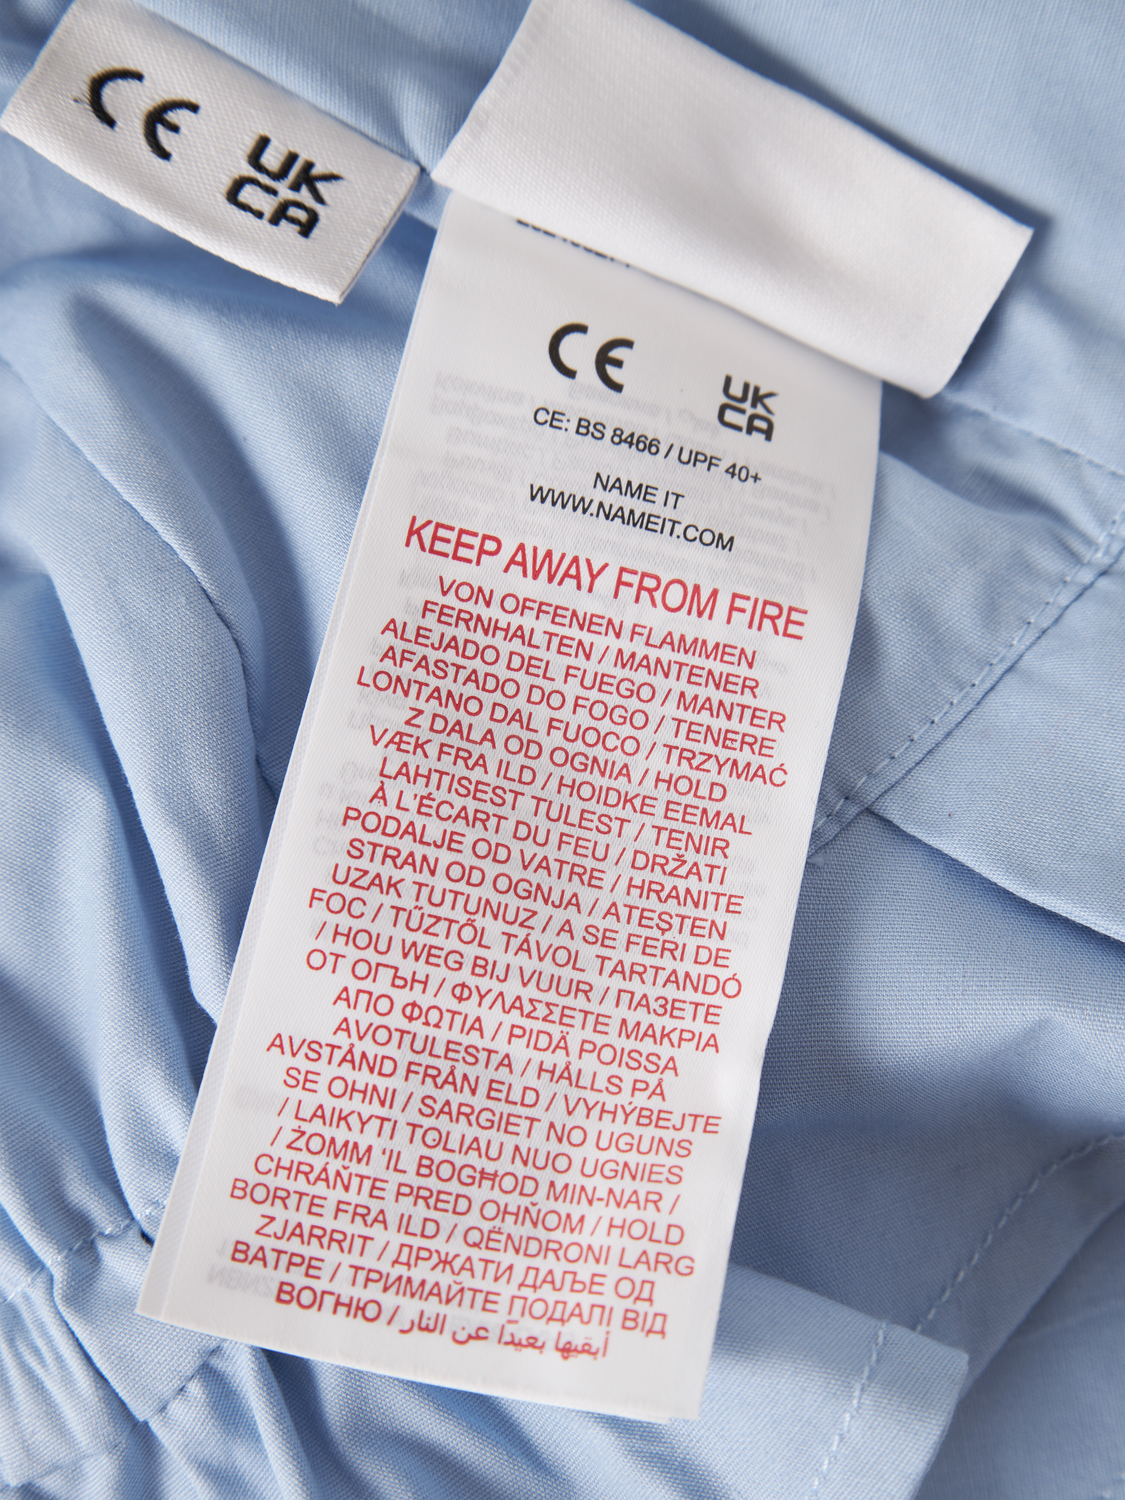 CE UK
CA
CE UK
CA
CE: BS 8466 / UPF 40+
NAME IT
WWW.NAMEIT.COM
KEEP AWAY FROM FIRE
VON OFFENEN FLAMMEN
FERNHALTEN / MANTENER
ALEJADO DEL FUEGO / MANTER
AFASTADO DO FOGO / TENERE
LONTANO DAL FUOCO / TRZYMAĆ
Z DALA OD OGNIA / HOLD
VÆK FRA ILD / HOIDKE EEMAL
LAHTISEST TULEST / TENIR
À L'ÉCART DU FEU / DRŽATI
PODALJE OD VATRE / HRANITE
STRAN OD OGNJA / ATEŞTEN
UZAK TUTUNUZ / A SE FERI DE
FOC / TÚZTŐL TÁVOL TARTANDÓ
/ HOU WEG BIJ VUUR / ПАЗЕТЕ
ОТ ОГЪН / ΦΥΛΑΣΣΕΤΕ ΜΑΚΡΙΑ
ΑΠΟ ΦΩΤΙΑ / PIDÄ POISSA
AVOTULESTA / HÅLLS PÅ
AVSTÅND FRÅN ELD / VYHÝBEJTE
SE OHNI / SARGIET NO UGUNS
/ LAIKYTI TOLIAU NUO UGNIES
/ ŻOMM 'IL BOGĦOD MIN-NAR /
CHRÁŇTE PRED OHŇOM / HOLD
BORTE FRA ILD / QËNDRONI LARG
ZJARRIT / ДРЖАТИ ДАЉЕ ОД
ВАТРЕ / ТРИМАЙТЕ ПОДАЛІ ВІД
ВОГНЮ / أبقيها بعيدًا عن النار